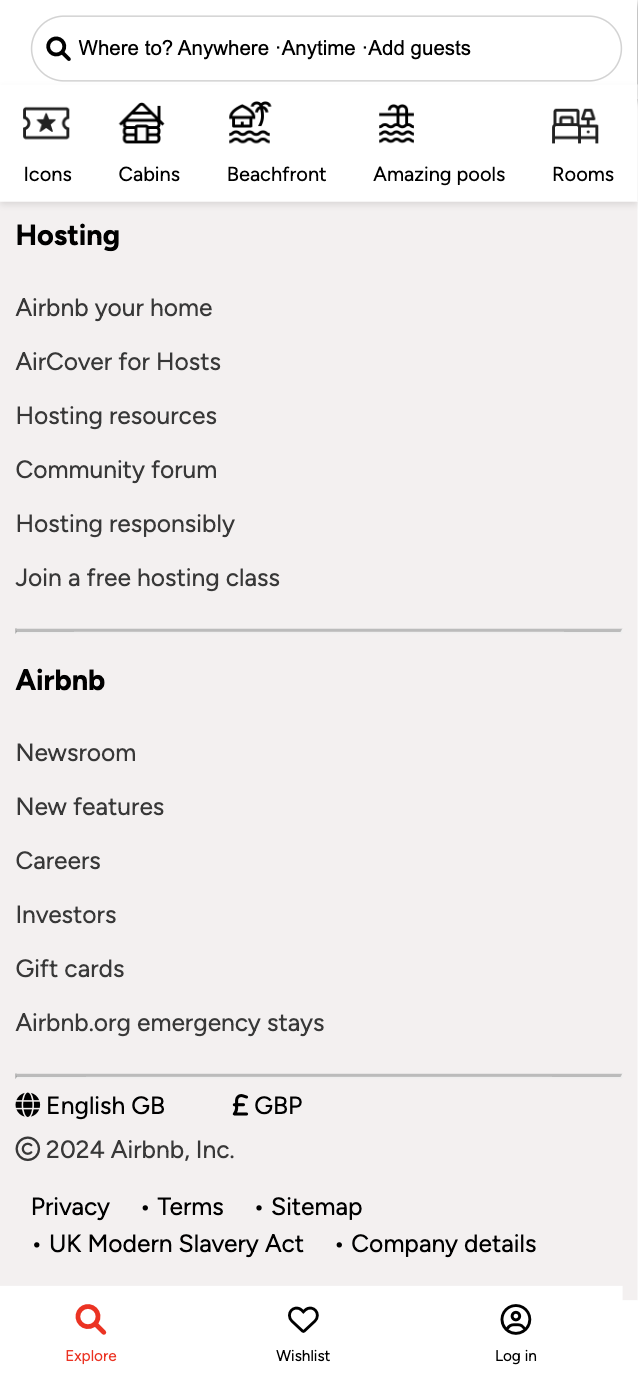 Where to? Anywhere ·Anytime ·Add guests
Icons Cabins Beachfront Amazing pools Rooms
Hosting
Airbnb your home
AirCover for Hosts
Hosting resources
Community forum
Hosting responsibly
Join a free hosting class
Airbnb
Newsroom
New features
Careers
Investors
Gift cards
Airbnb.org emergency stays
English GB £ GBP
© 2024 Airbnb, Inc.
Privacy • Terms • Sitemap
• UK Modern Slavery Act • Company details
Explore Wishlist Log in